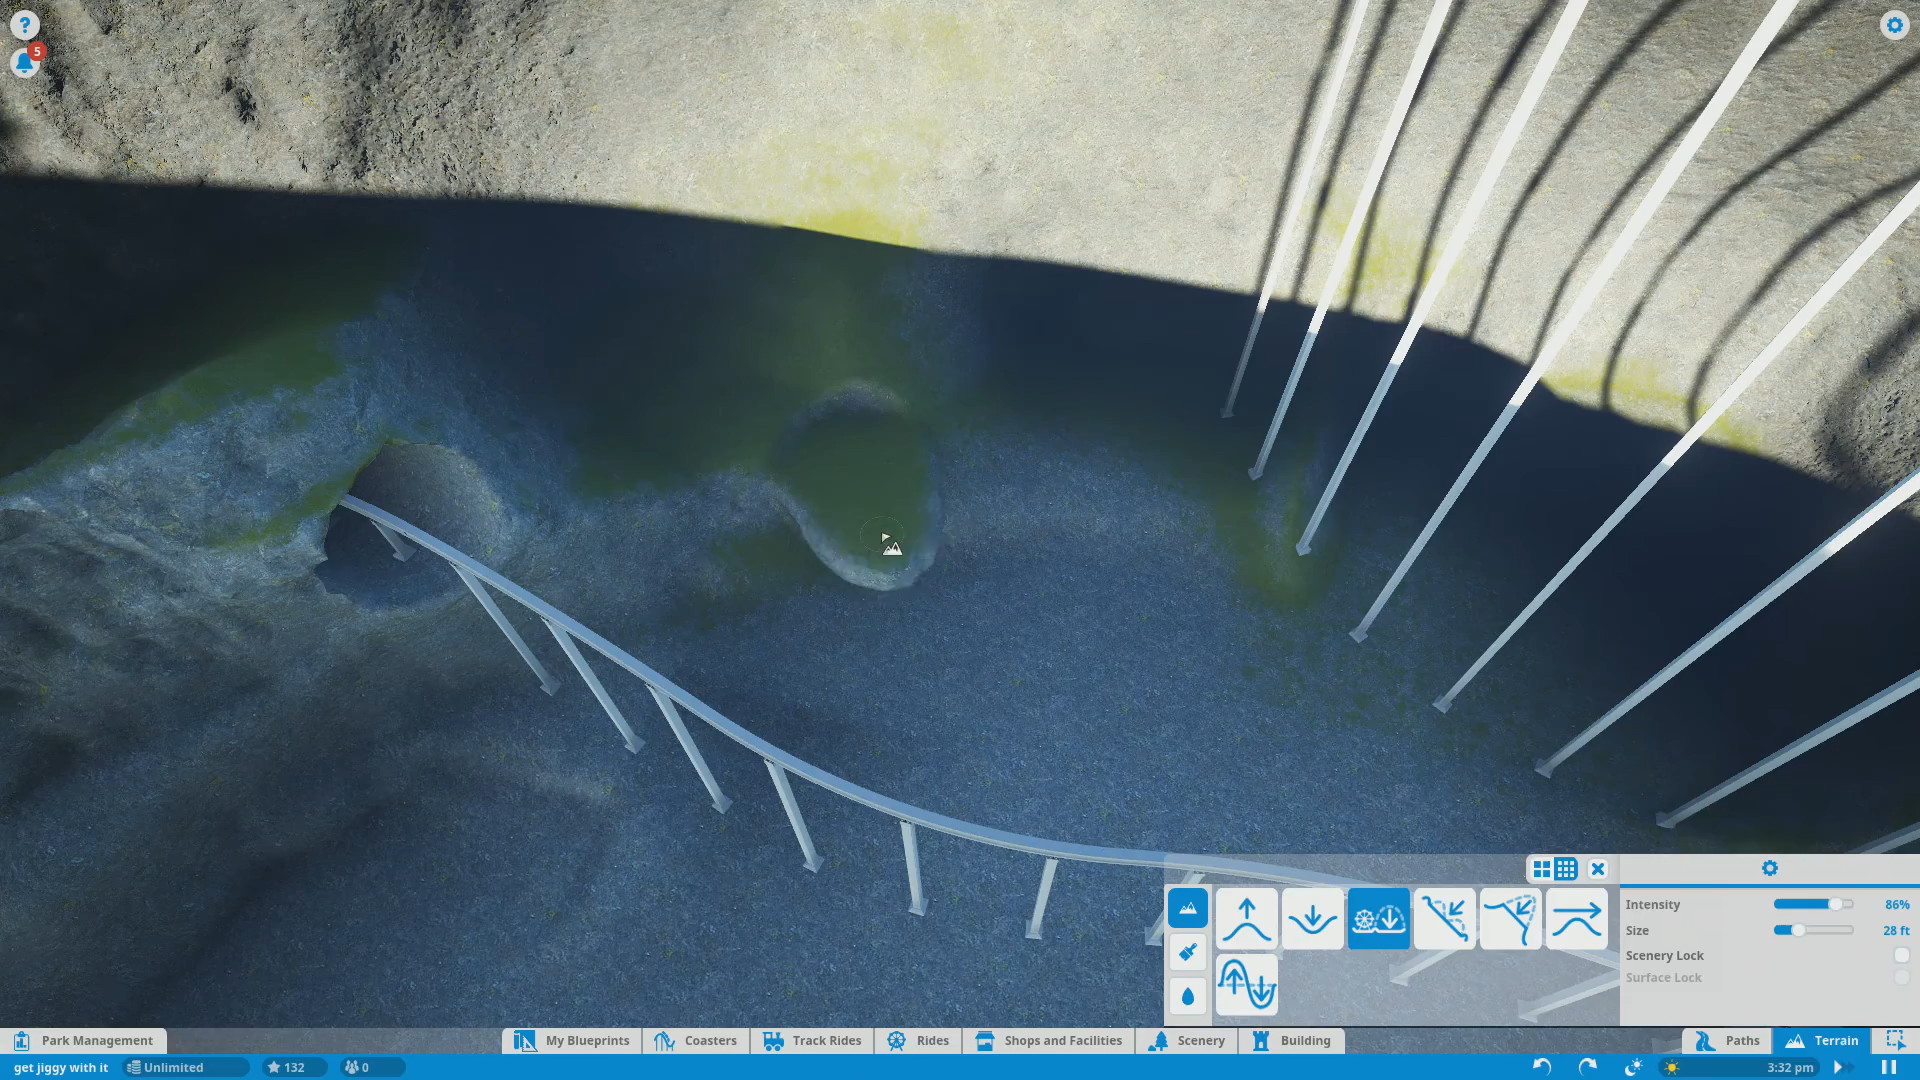 ?
5
Intensity
86%
Size
28 ft
Scenery Lock
Surface Lock
Park Management
My Blueprints
Coasters
Track Rides
Rides
Shops and Facilities
Scenery
Building
Paths
Terrain
get jiggy with it
Unlimited
132
0
3:32 pm